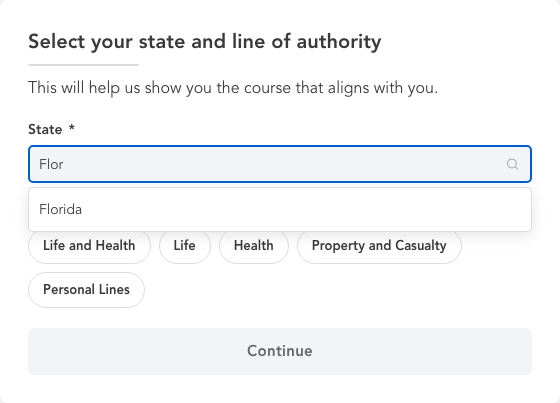 Select your state and line of authority
This will help us show you the course that aligns with you.
State *
Flor
Florida
Life and Health
Life
Health
Property and Casualty
Personal Lines
Continue